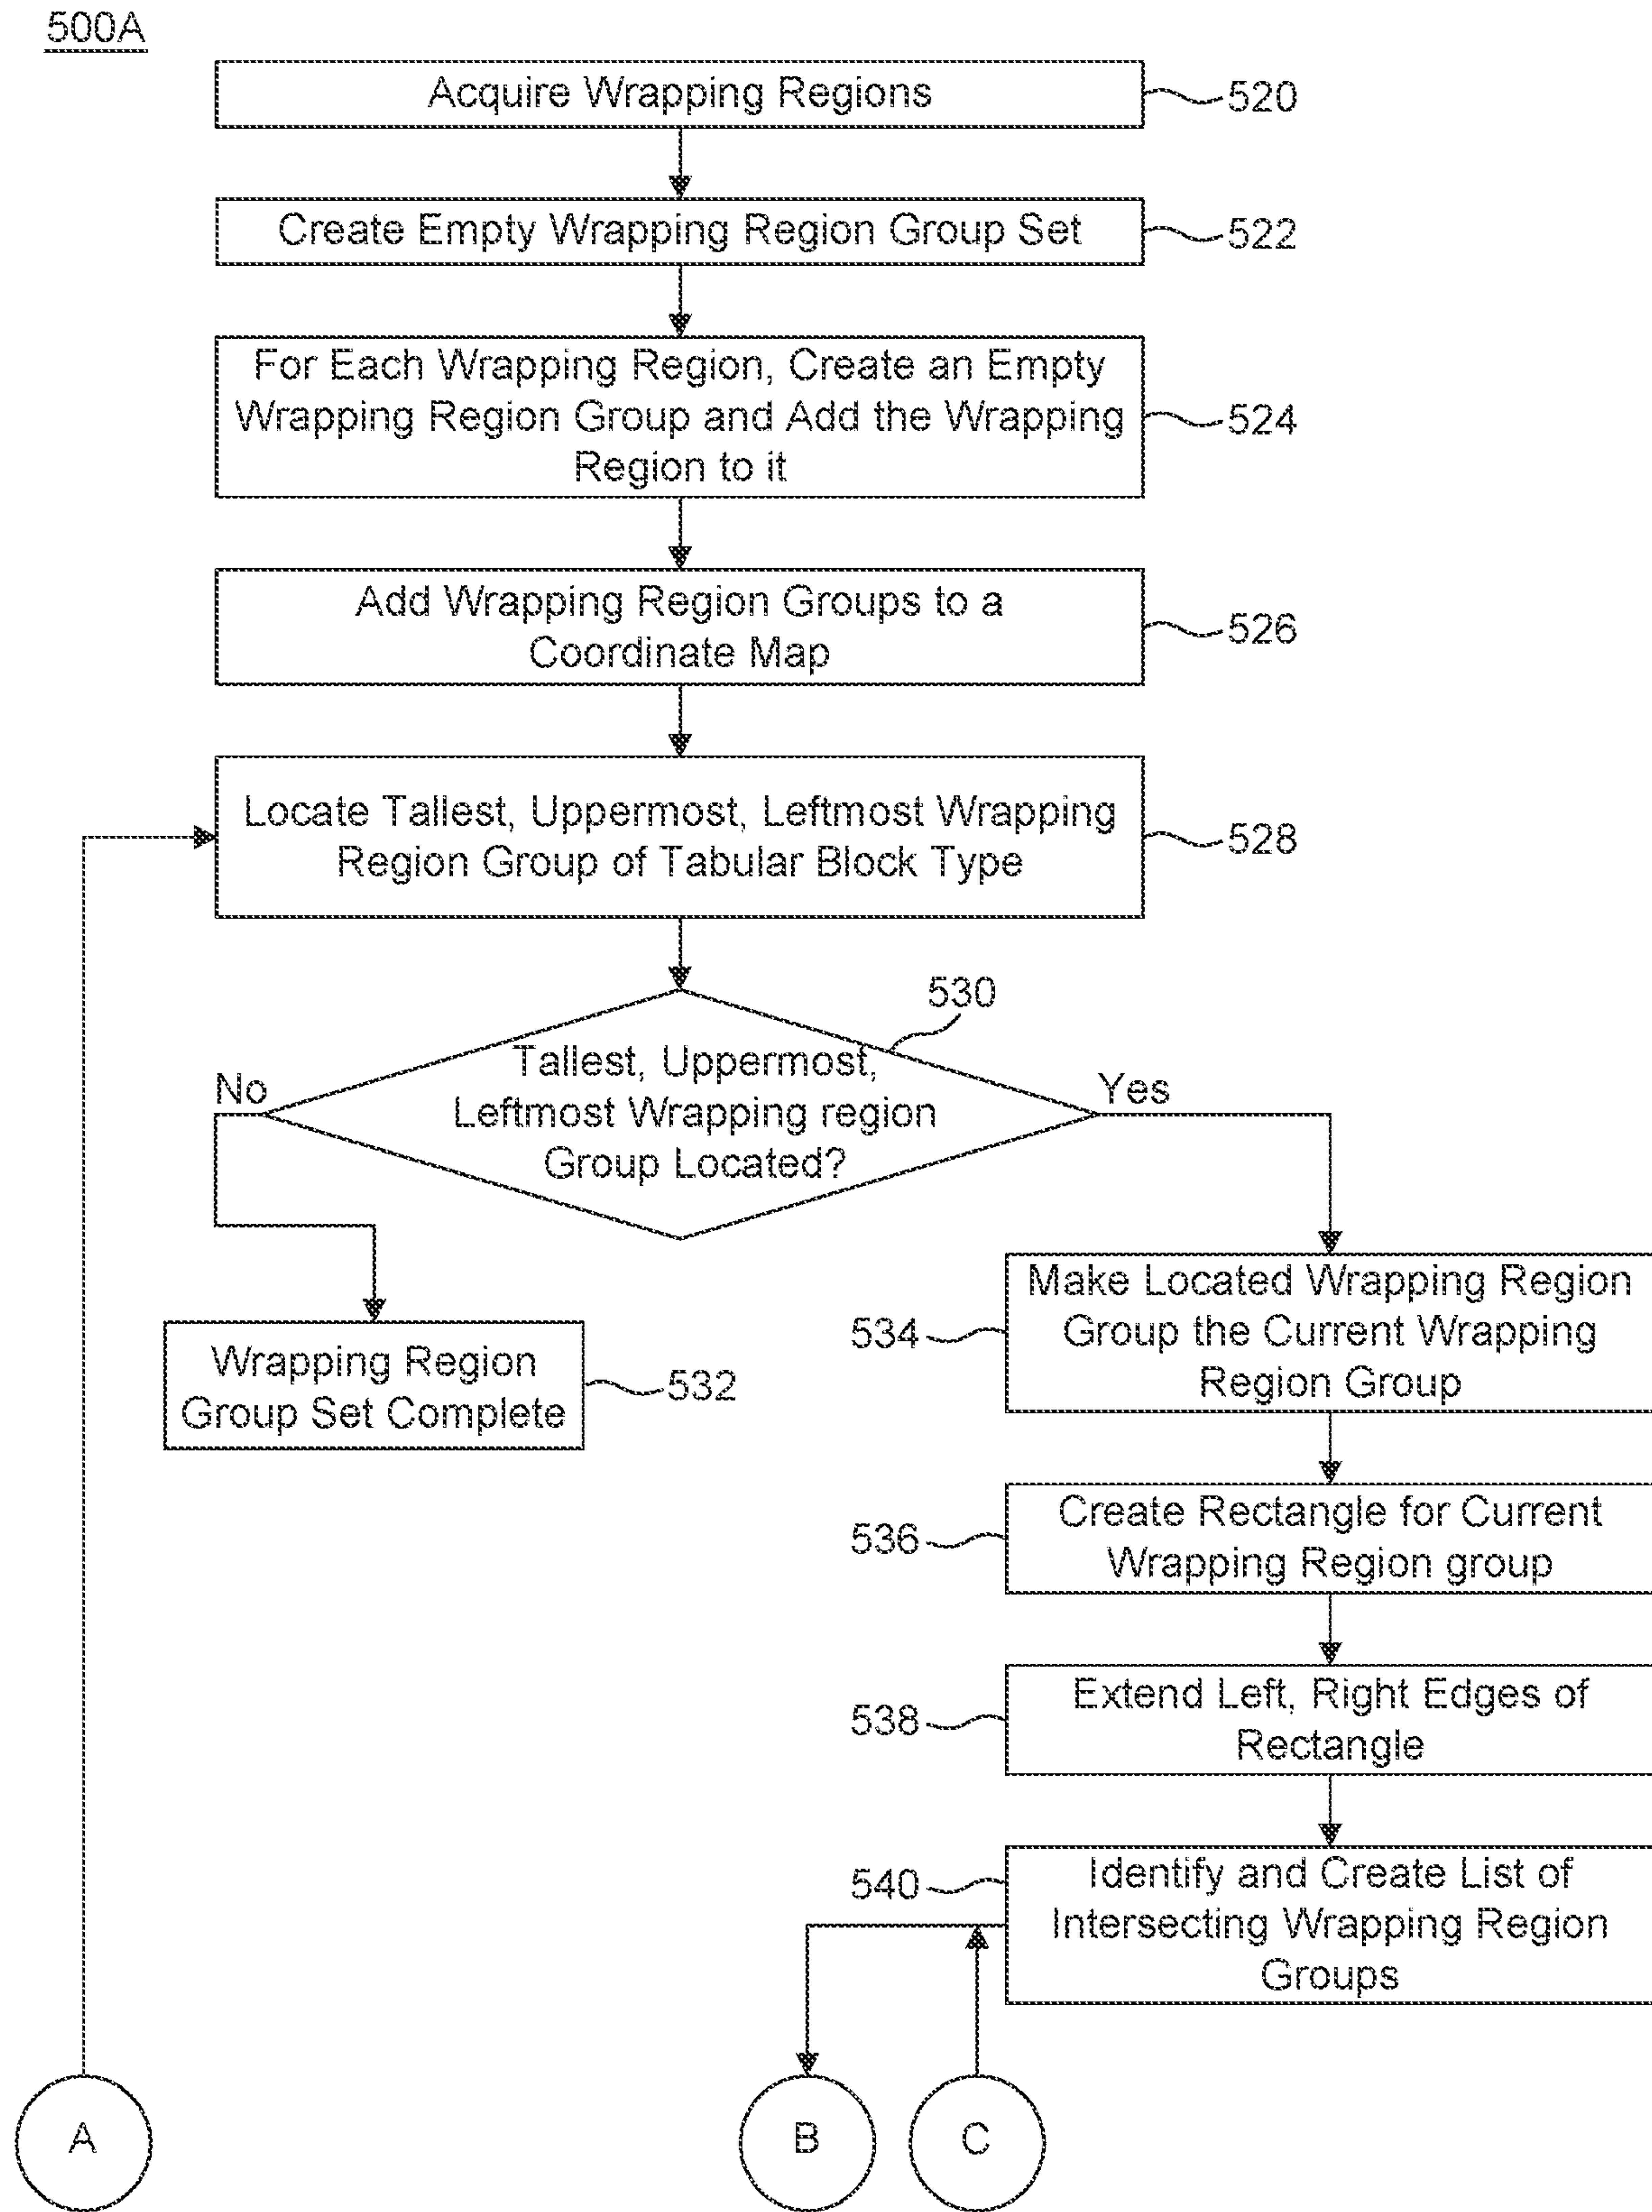 500A
Acquire Wrapping Regions
520
Create Empty Wrapping Region Group Set
522
For Each Wrapping Region, Create an Empty
Wrapping Region Group and Add the Wrapping
Region to it
524
Add Wrapping Region Groups to a
Coordinate Map
526
Locate Tallest, Uppermost, Leftmost Wrapping
Region Group of Tabular Block Type
528
530
Tallest, Uppermost,
Leftmost Wrapping region
Group Located?
No
Yes
Wrapping Region
Group Set Complete
532
Make Located Wrapping Region
Group the Current Wrapping
Region Group
534
Create Rectangle for Current
Wrapping Region group
536
Extend Left, Right Edges of
Rectangle
538
Identify and Create List of
Intersecting Wrapping Region
Groups
540
A
B
C